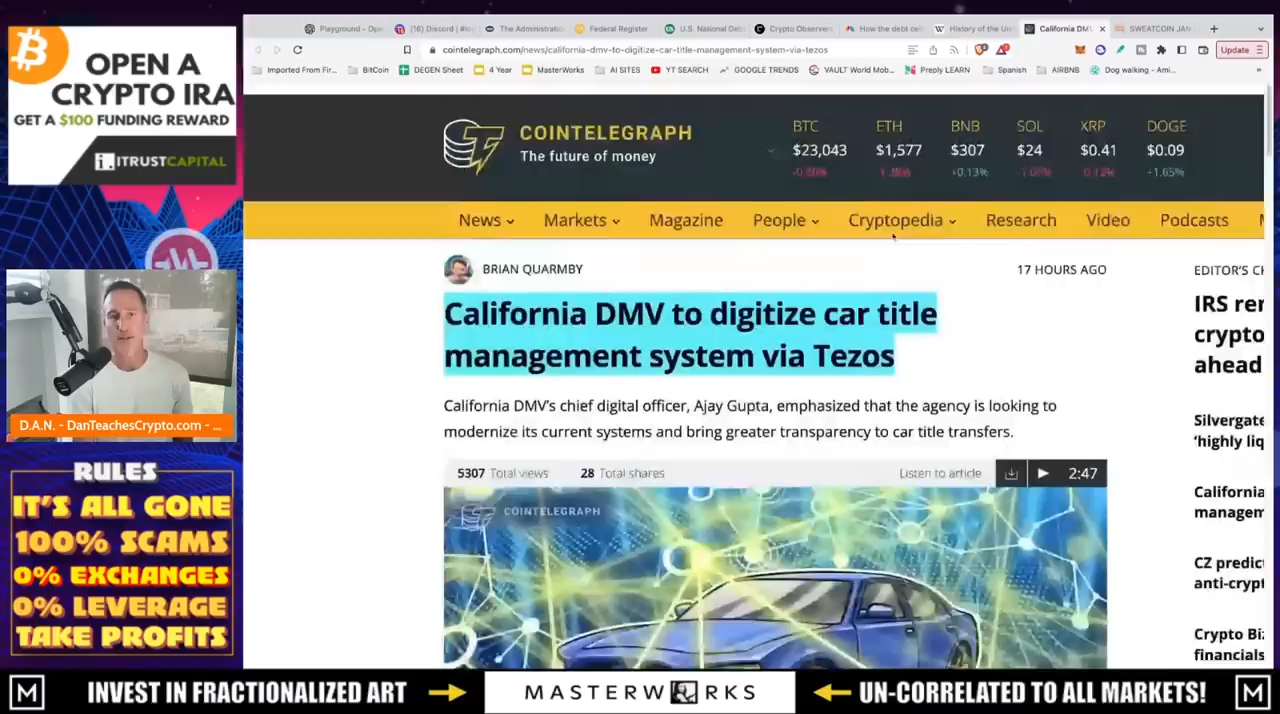 OPEN A
CRYPTO IRA
GET A $100 FUNDING REWARD
ITRUSTCAPITAL
D.A.N. - DanTeachesCrypto.com - ...
RULES
IT'S ALL GONE
100% SCAMS
0% EXCHANGES
0% LEVERAGE
TAKE PROFITS
Playground - Ope
(16) Discord | #le
The Administratio
Federal Register
U.S. National Deb
Crypto Observers
How the debt ceil
History of the Un
California DM
SWEATCOIN JAN
cointelegraph.com/news/california-dmv-to-digitize-car-title-management-system-via-tezos
Update
Imported From Fir... BitCoin DEGEN Sheet 4 Year MasterWorks AI SITES YT SEARCH GOOGLE TRENDS VAULT World Mob... Preply LEARN Spanish AIRBNB Dog walking - Ami...
COINTELEGRAPH
The future of money
BTC ETH BNB SOL XRP DOGE
$23,043 $1,577 $307 $24 $0.41 $0.09
+0.13% +1.65%
News Markets Magazine People Cryptopedia Research Video Podcasts
BRIAN QUARMBY
17 HOURS AGO
California DMV to digitize car title
management system via Tezos
California DMV's chief digital officer, Ajay Gupta, emphasized that the agency is looking to
modernize its current systems and bring greater transparency to car title transfers.
5307 Total views 28 Total shares Listen to article 2:47
COINTELEGRAPH
EDITOR'S CH
IRS rer
crypto
ahead
Silvergate
'highly liq
California
managem
CZ predic
anti-crypt
Crypto Bi
financials
M INVEST IN FRACTIONALIZED ART MASTERWORKS UN-CORRELATED TO ALL MARKETS! M